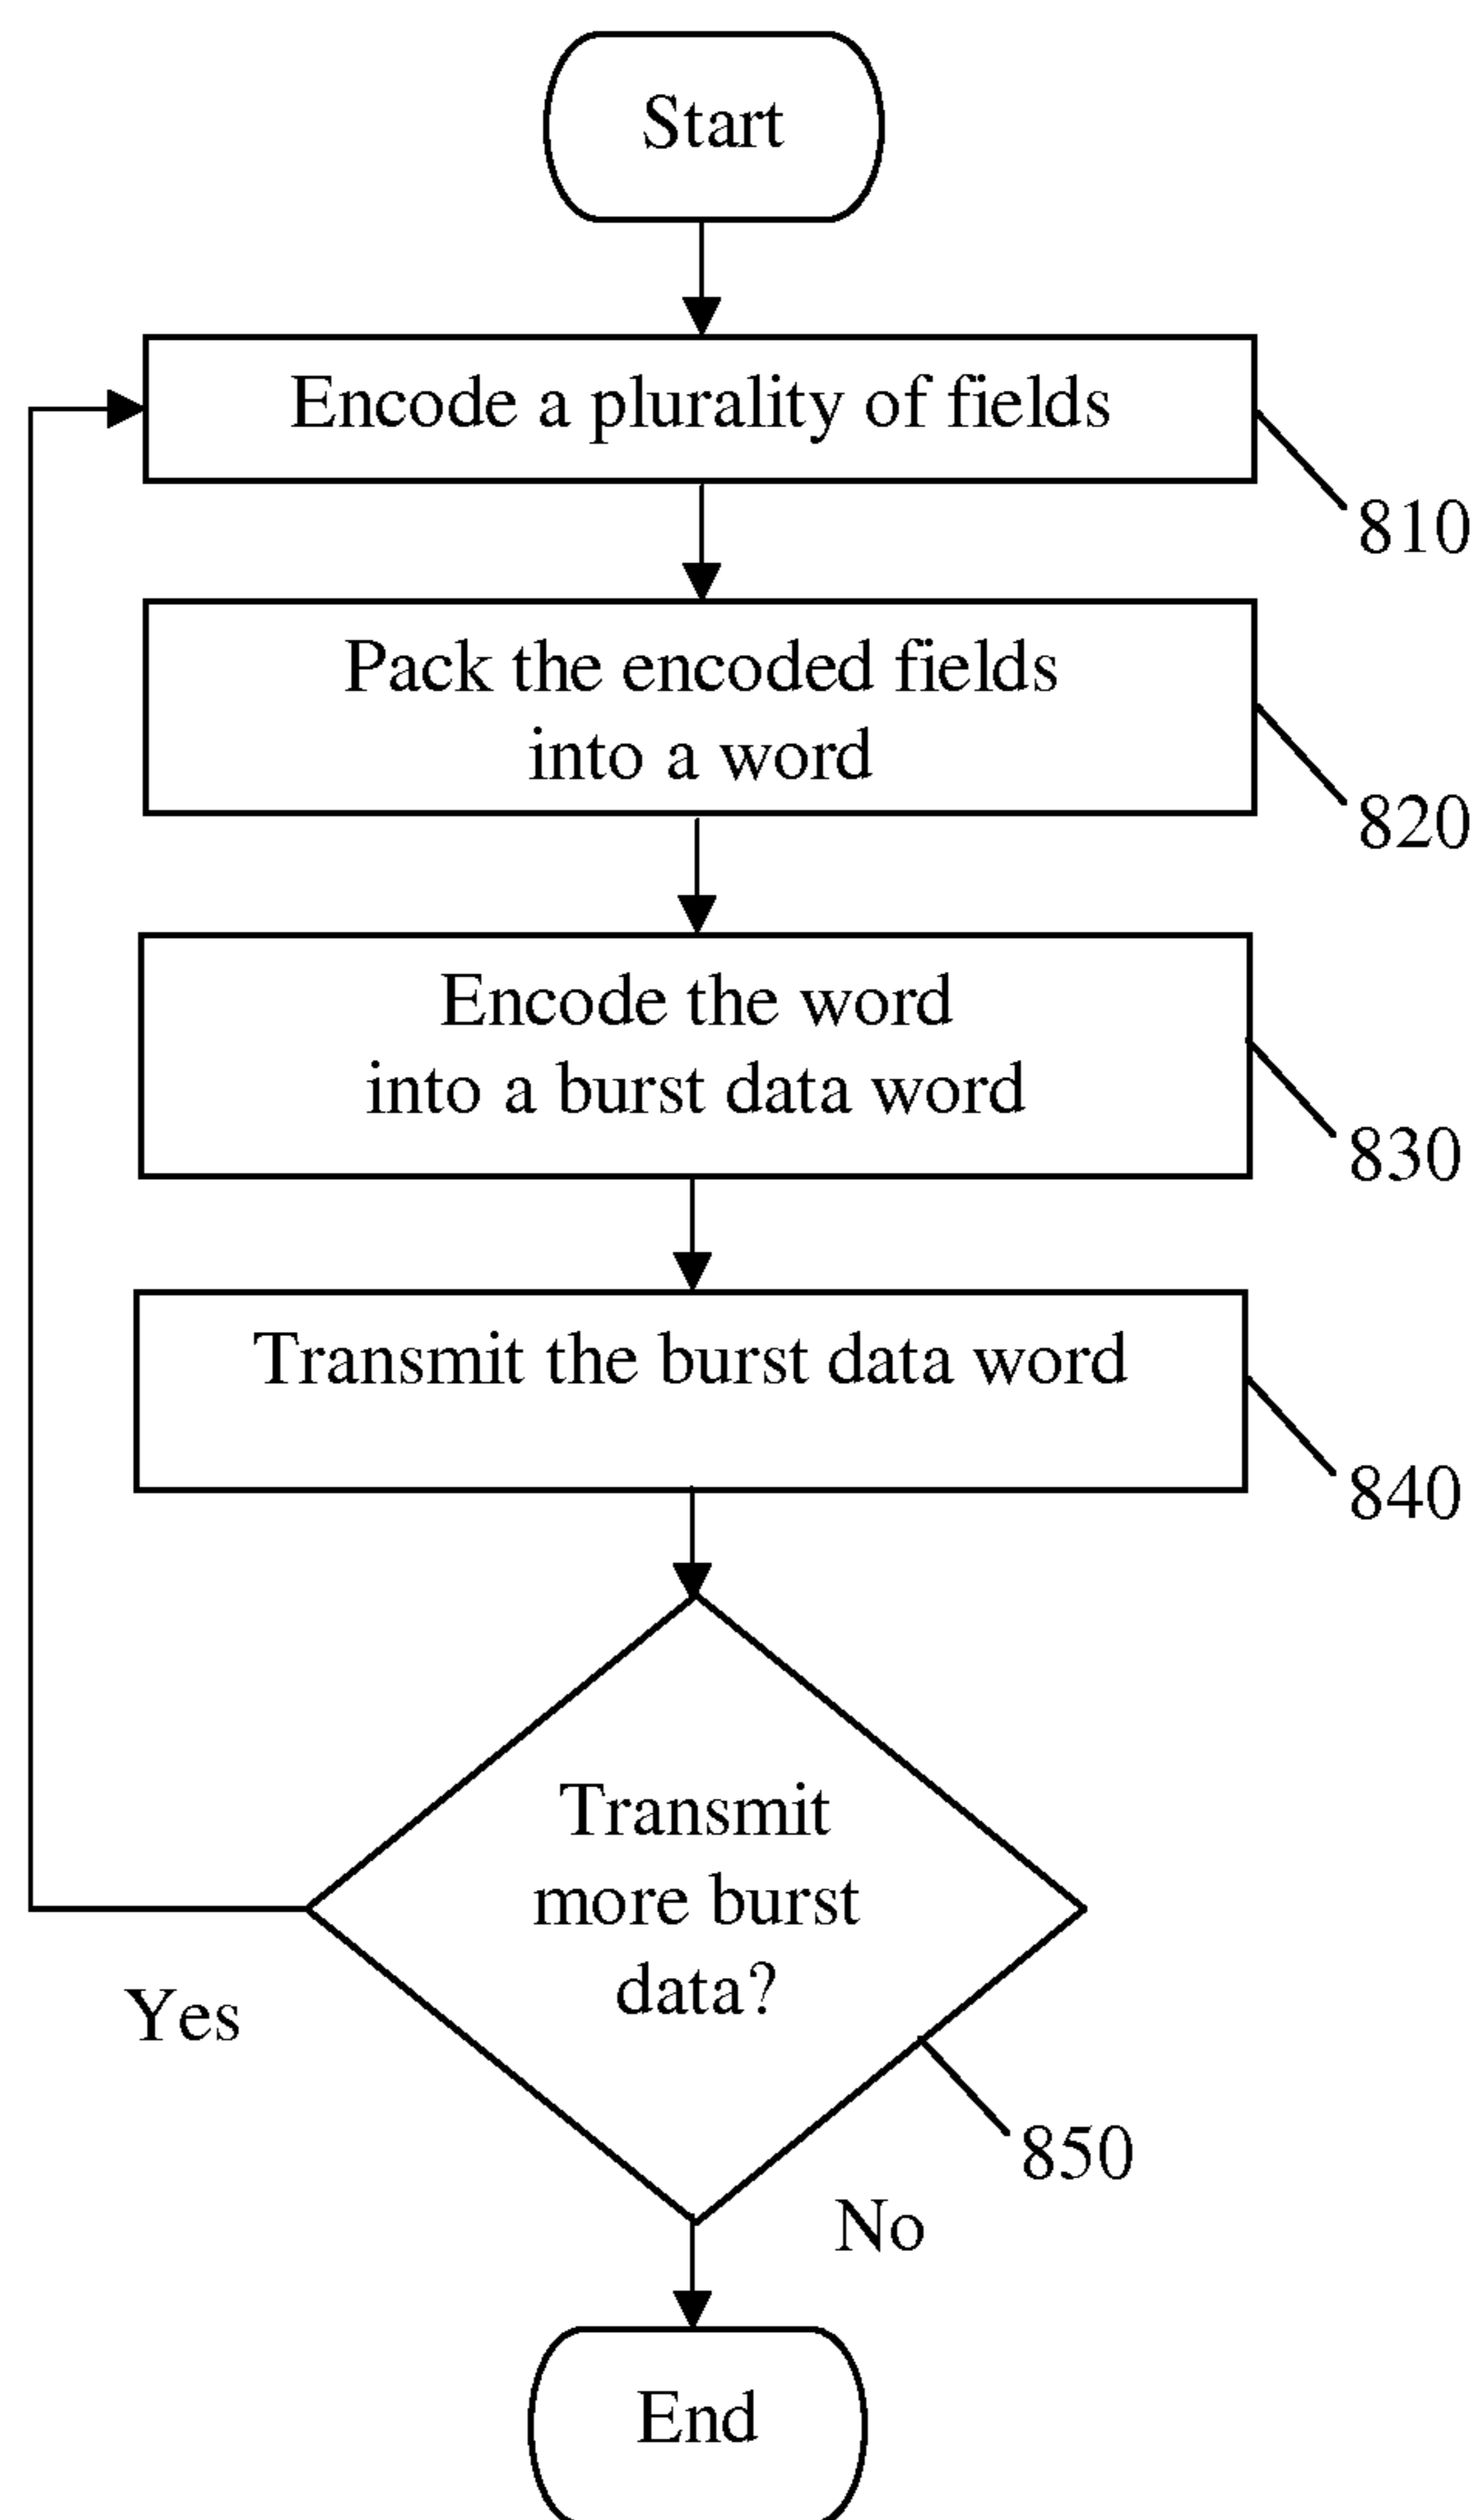 Start
Encode a plurality of fields
810
Pack the encoded fields
into a word
820
Encode the word
into a burst data word
830
Transmit the burst data word
840
Transmit
more burst
data?
Yes
850
No
End